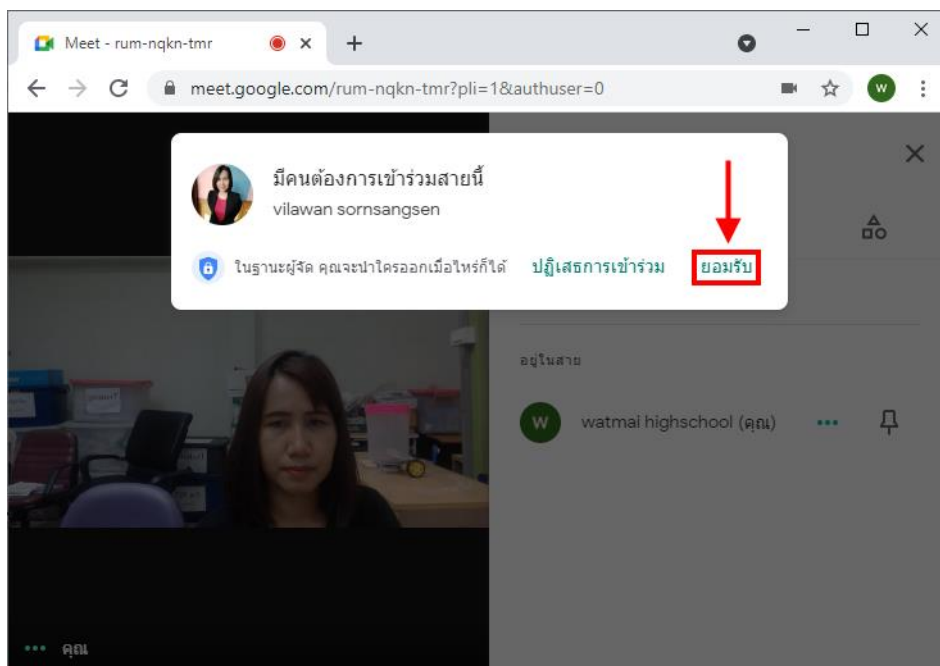 Meet - rum-nqkn-tmr
meet.google.com/rum-nqkn-tmr?pli=1&authuser=0
W
มีคนต้องการเข้าร่วมสายนี้
vilawan sornsangsen
ในฐานะผู้จัด คุณจะนำใครออกเมื่อไหร่ก็ได้ ปฏิเสธการเข้าร่วม ยอมรับ
อยู่ในสาย
W watmai highschool (คุณ)
คุณ